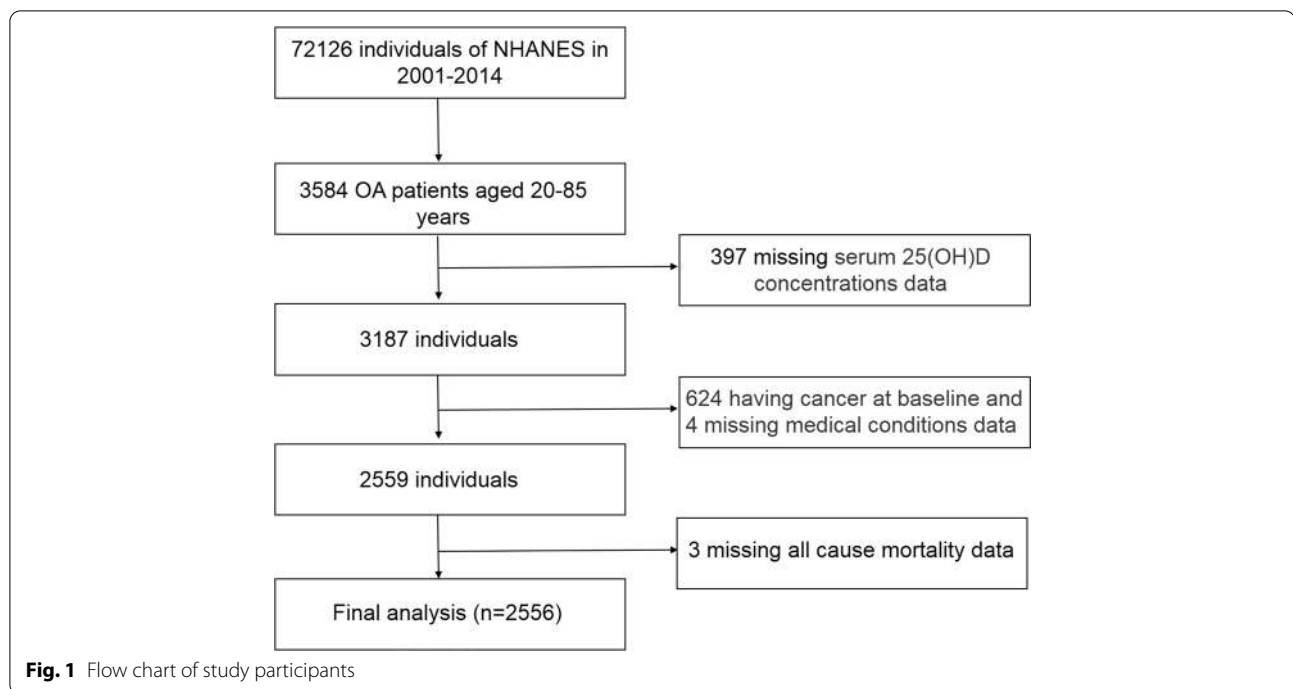 72126 individuals of NHANES in
2001-2014
3584 OA patients aged 20-85
years
397 missing serum 25(OH)D
concentrations data
3187 individuals
624 having cancer at baseline and
4 missing medical conditions data
2559 individuals
3 missing all cause mortality data
Final analysis (n=2556)
Fig. 1 Flow chart of study participants